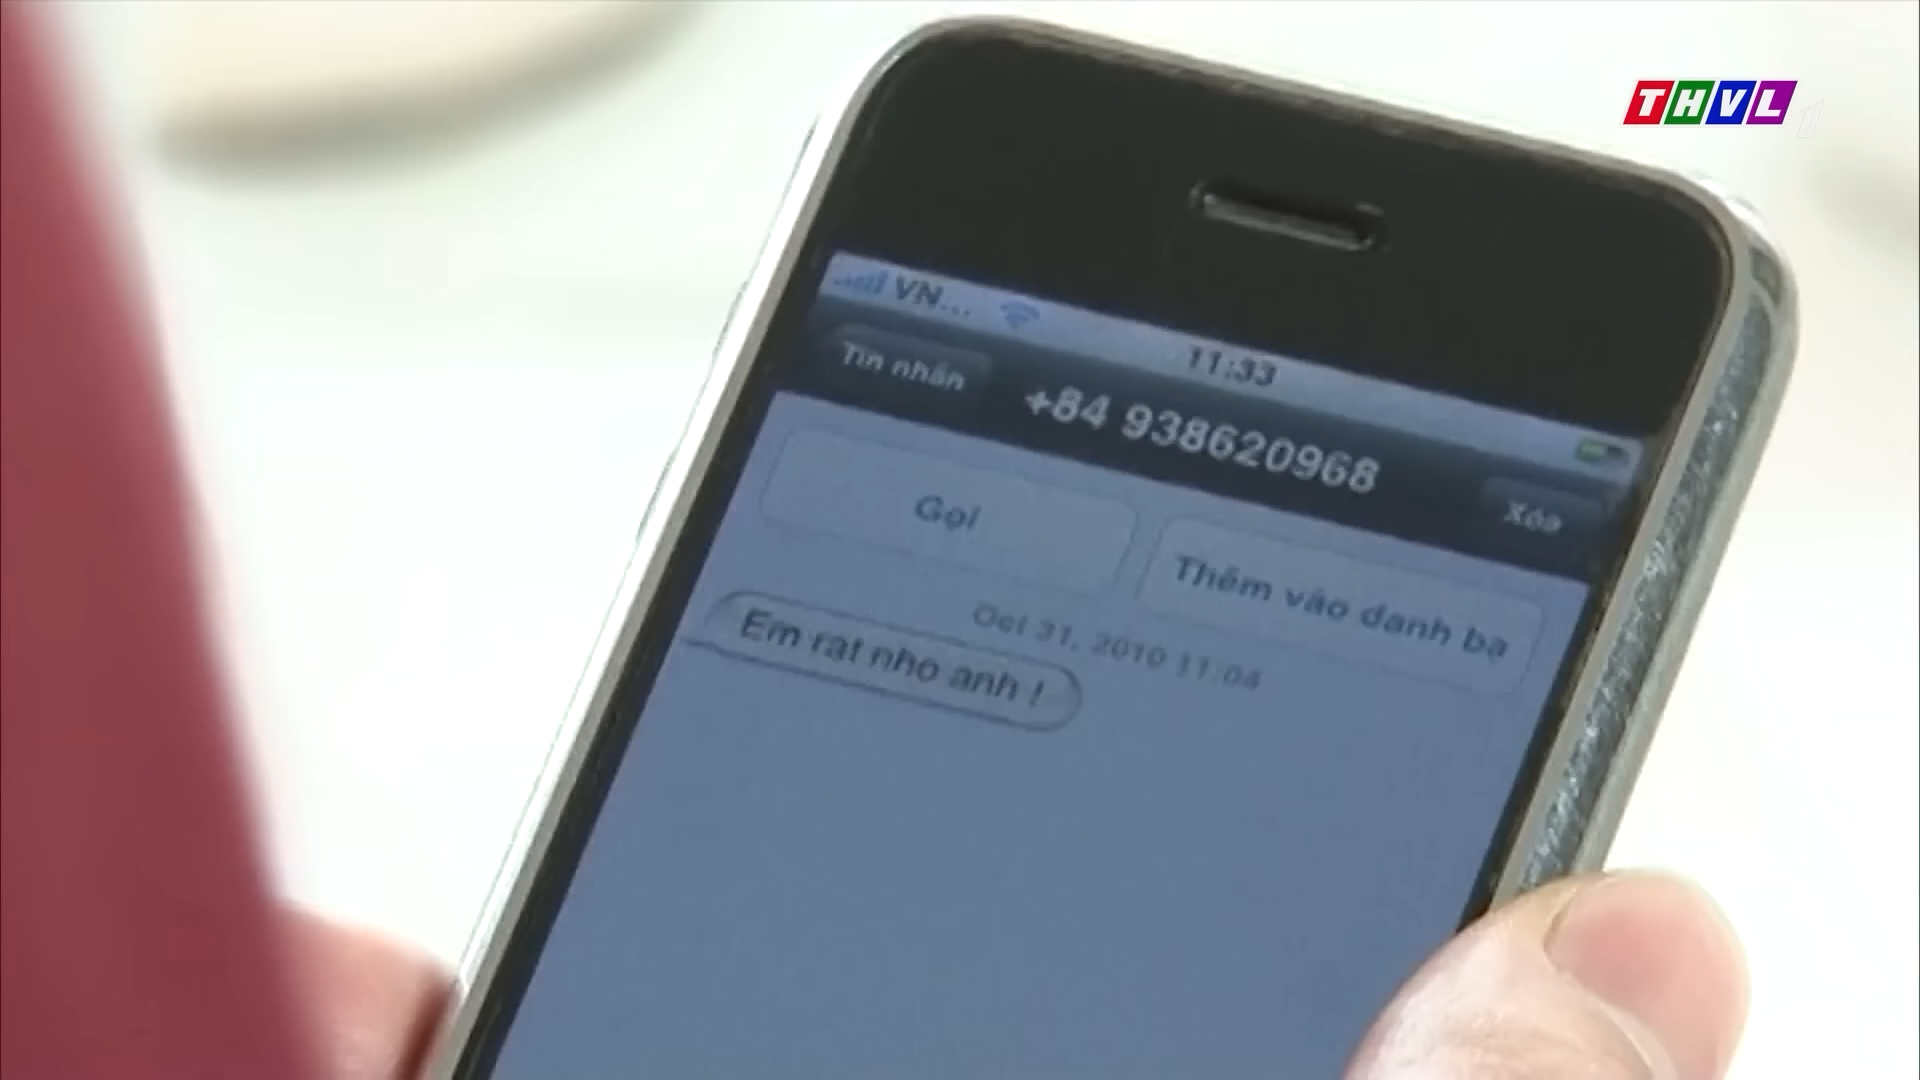 THVL 1
VN...
11:33
Tin nhắn
+84 938620968
Xóa
Gọi
Thêm vào danh bạ
Oct 31, 2010 11:04
Em rat nho anh !